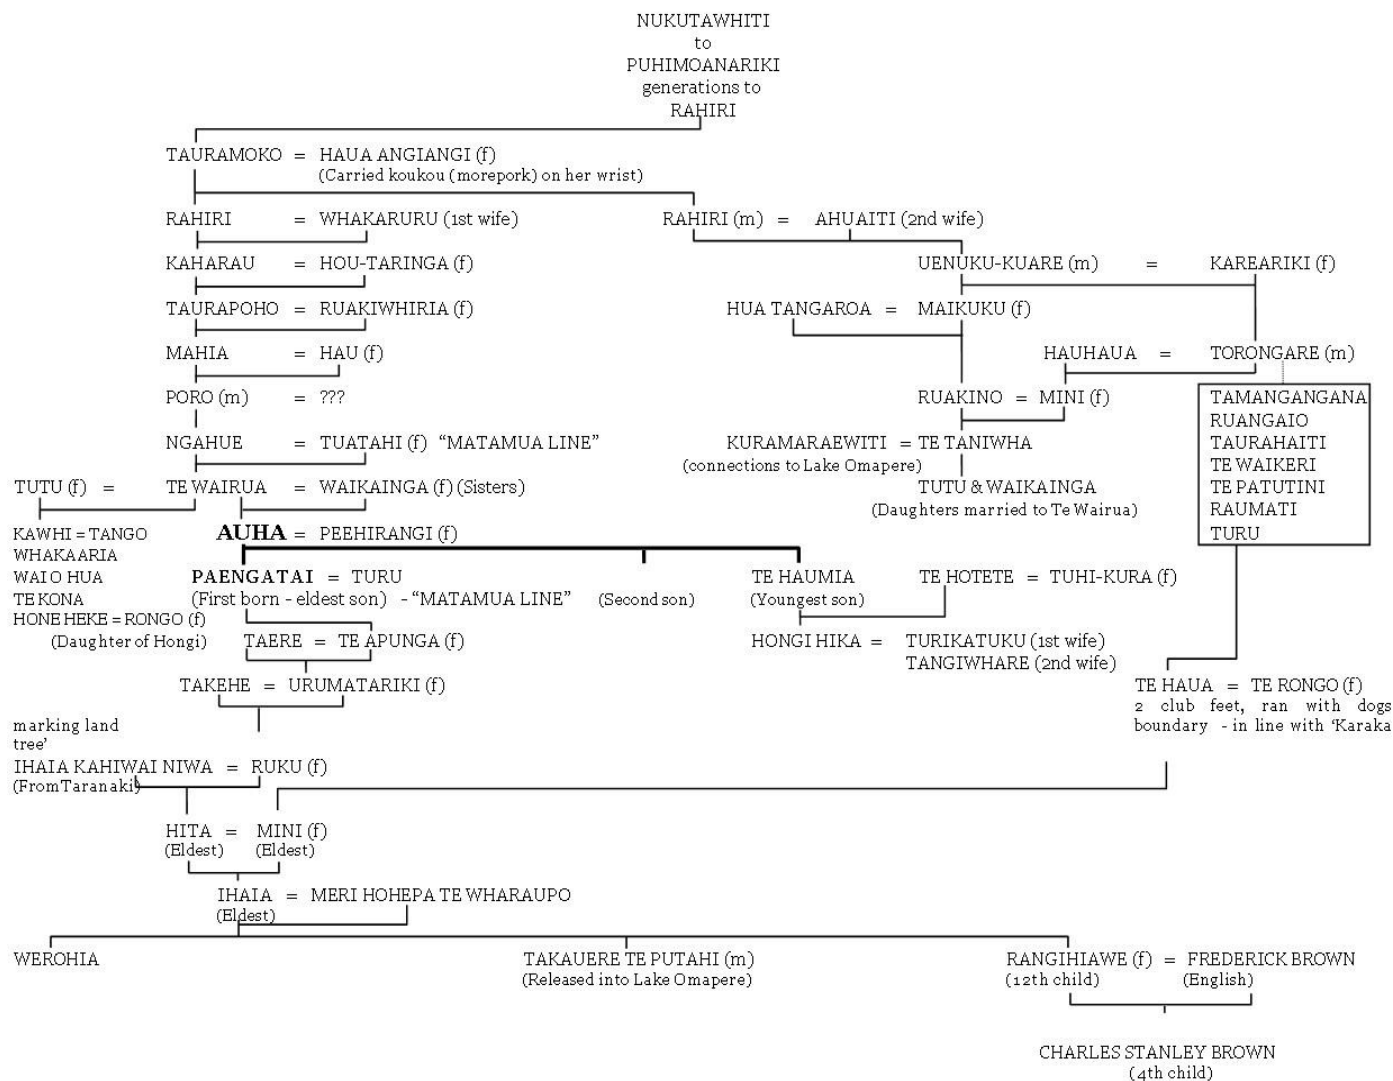 NUKUTAWHITI
to
PUHIMOANARIKI
generations to
RAHIRI
TAURAMOKO = HAUA ANGIANGI (f)
(Carried koukou (morepork) on her wrist)
RAHIRI = WHAKARURU (1st wife) RAHIRI (m) = AHUAITI (2nd wife)
KAHARAU = HOU-TARINGA (f) UENUKU-KUARE (m) = KAREARIKI (f)
TAURAPOHO = RUAKIWHIRIA (f) HUA TANGAROA = MAIKUKU (f)
MAHIA = HAU (f) HAUHAUA = TORONGARE (m)
PORO (m) = ??? RUAKINO = MINI (f) TAMANGANGANA
RUANGAIO
NGAHUE = TUATAHI (f) “MATAMUA LINE” KURAMARAEWITI = TE TANIWHA TAURAHAITI
(connections to Lake Omapere) TE WAIKERI
TUTU (f) = TE WAIRUA = WAIKAINGA (f) (Sisters) TUTU & WAIKAINGA TE PATUTINI
(Daughters married to Te Wairua) RAUMATI
KAWHI = TANGO AUHA = PEEHIRANGI (f) TURU
WHAKAARIA
WAI O HUA PAENGATAI = TURU TE HAUMIA TE HOTETE = TUHI-KURA (f)
TE KONA (First born - eldest son) - “MATAMUA LINE” (Second son) (Youngest son)
HONE HEKE = RONGO (f)
(Daughter of Hongi) TAERE = TE APUNGA (f) HONGI HIKA = TURIKATUKU (1st wife)
TANGIWHARE (2nd wife)
TAKEHE = URUMATARIKI (f) TE HAUA = TE RONGO (f)
2 club feet, ran with dogs
marking land boundary - in line with ‘Karaka
tree’
IHAIA KAHIWAI NIWA = RUKU (f)
(From Taranaki)
HITA = MINI (f)
(Eldest) (Eldest)
IHAIA = MERI HOHEPA TE WHARAUPO
(Eldest)
WEROHIA TAKAUERE TE PUTAHI (m) RANGIHIAWE (f) = FREDERICK BROWN
(Released into Lake Omapere) (12th child) (English)
CHARLES STANLEY BROWN
(4th child)